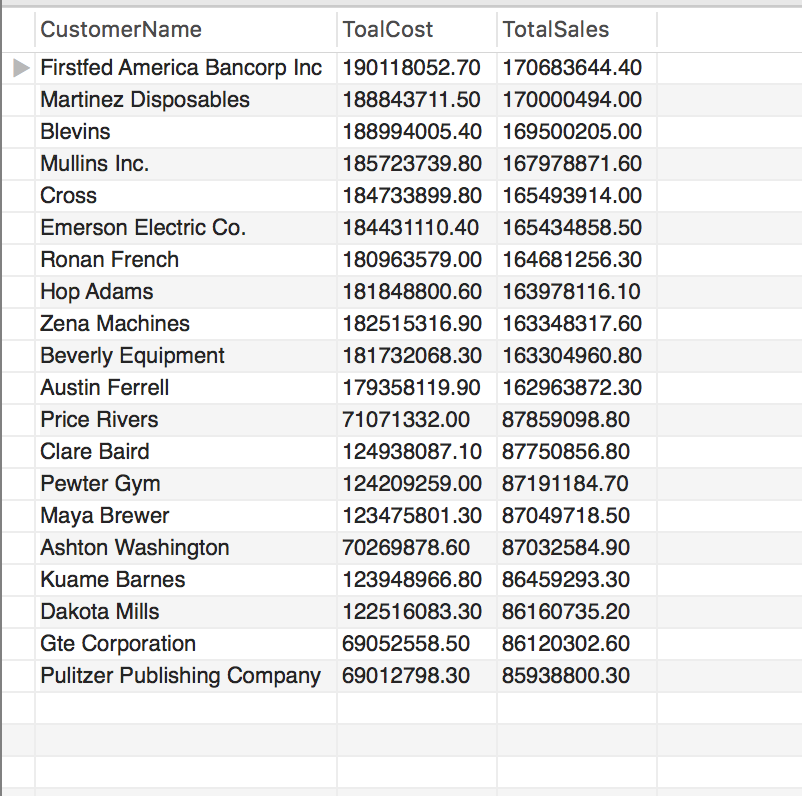 CustomerName ToalCost TotalSales
Firstfed America Bancorp Inc 190118052.70 170683644.40
Martinez Disposables 188843711.50 170000494.00
Blevins 188994005.40 169500205.00
Mullins Inc. 185723739.80 167978871.60
Cross 184733899.80 165493914.00
Emerson Electric Co. 184431110.40 165434858.50
Ronan French 180963579.00 164681256.30
Hop Adams 181848800.60 163978116.10
Zena Machines 182515316.90 163348317.60
Beverly Equipment 181732068.30 163304960.80
Austin Ferrell 179358119.90 162963872.30
Price Rivers 71071332.00 87859098.80
Clare Baird 124938087.10 87750856.80
Pewter Gym 124209259.00 87191184.70
Maya Brewer 123475801.30 87049718.50
Ashton Washington 70269878.60 87032584.90
Kuame Barnes 123948966.80 86459293.30
Dakota Mills 122516083.30 86160735.20
Gte Corporation 69052558.50 86120302.60
Pulitzer Publishing Company 69012798.30 85938800.30